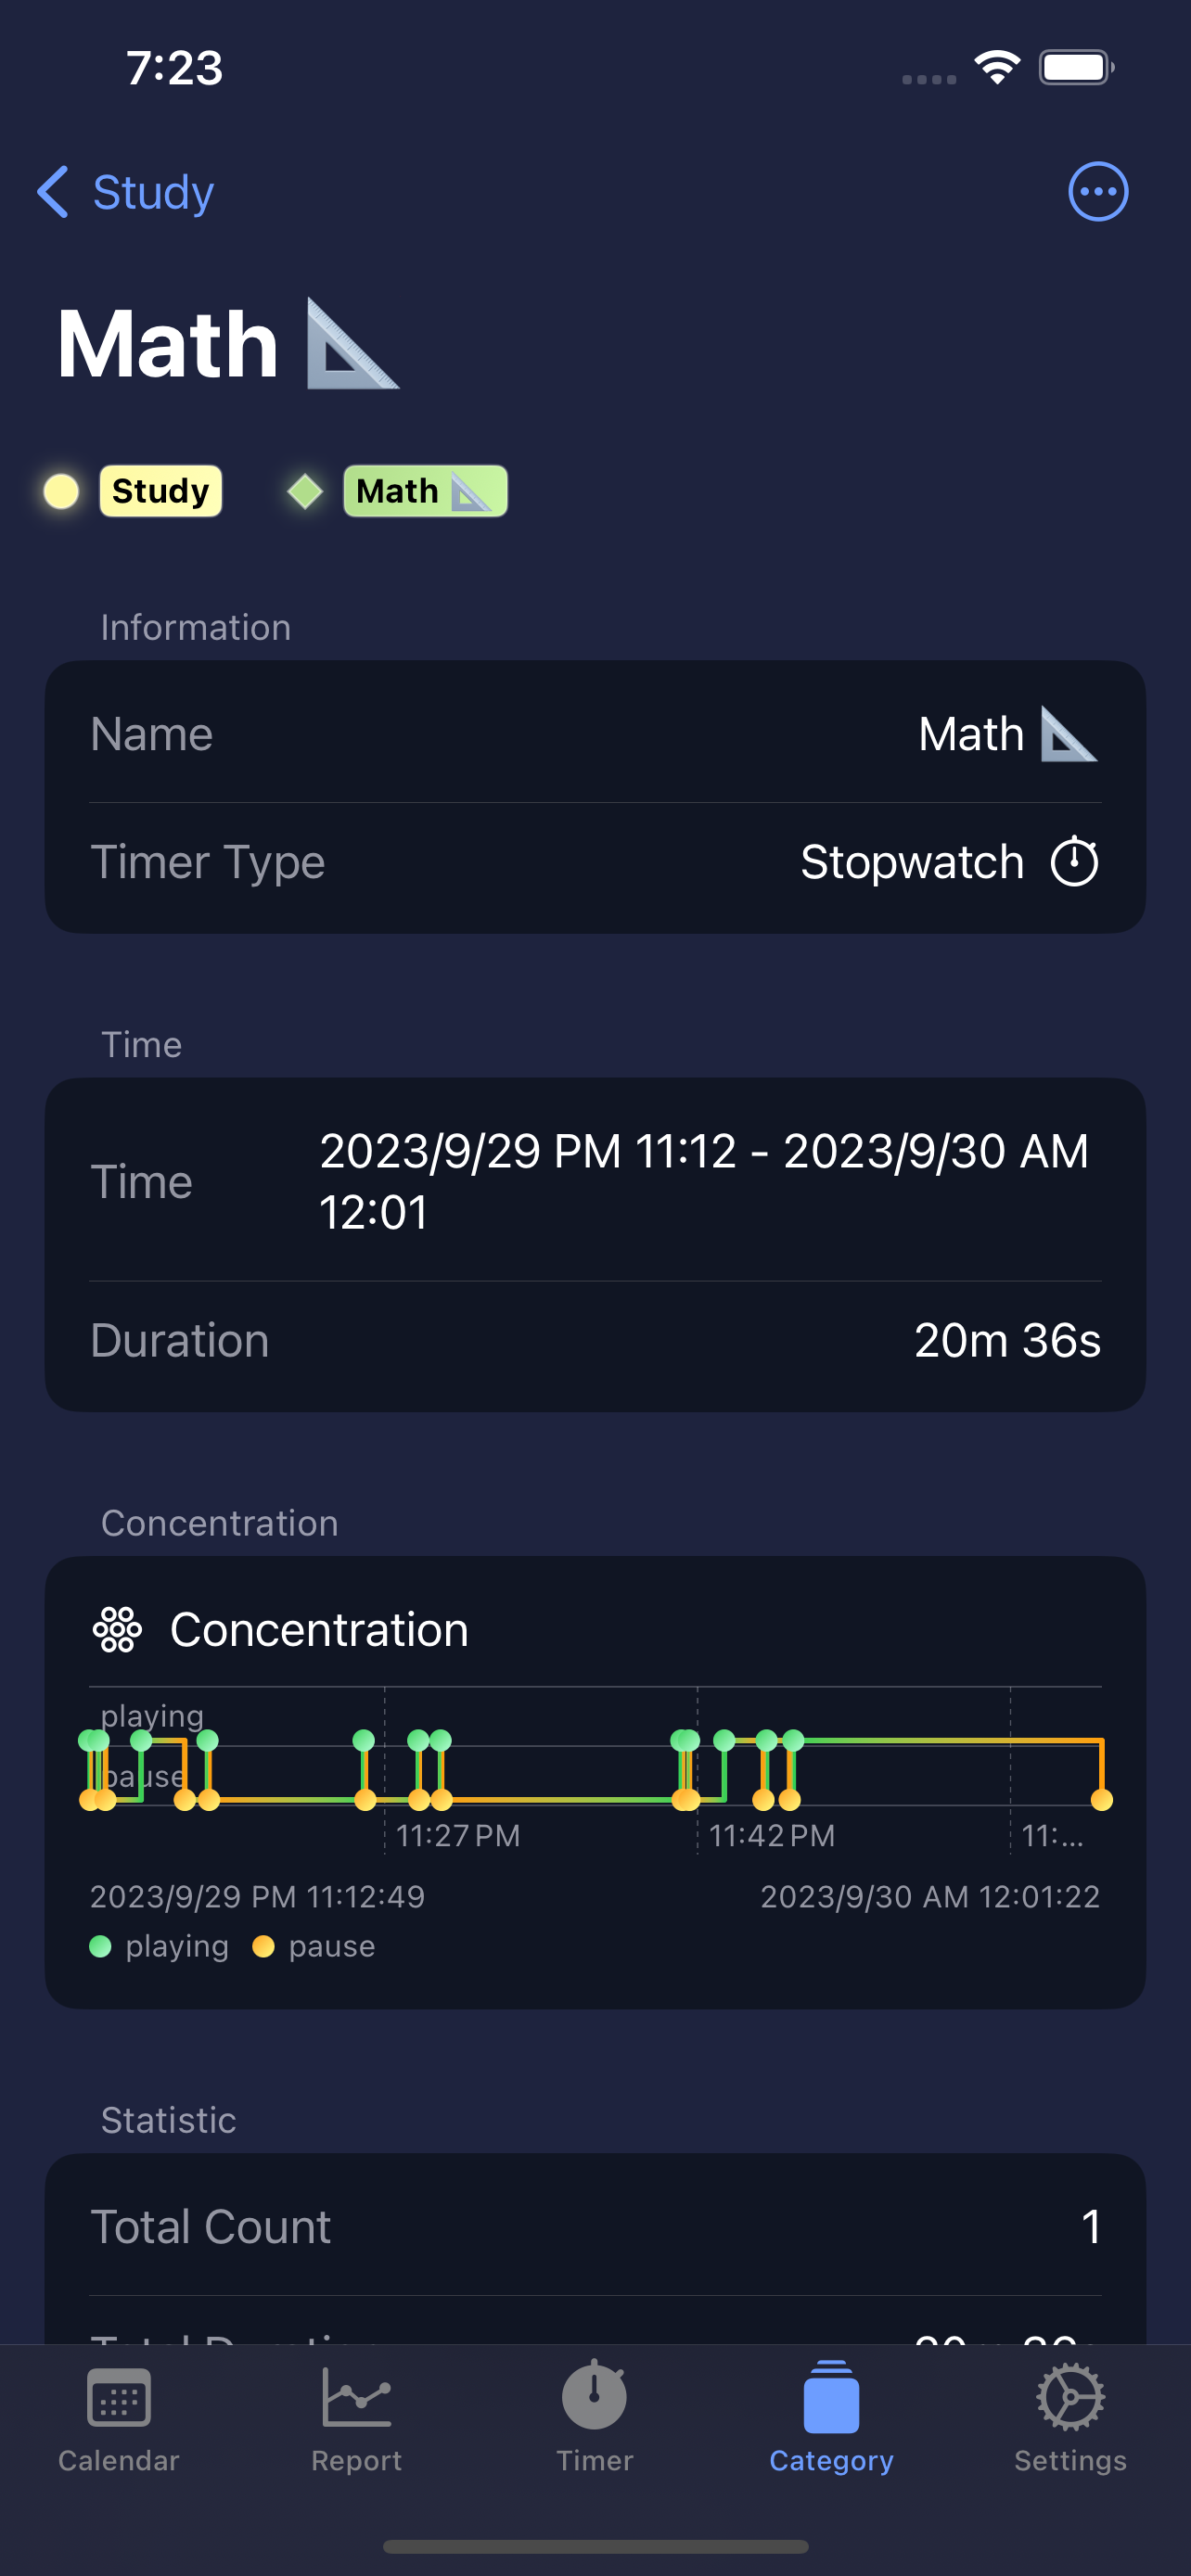 7:23
Study
Math
Study
Math
Information
Name
Math
Timer Type
Stopwatch
Time
Time
2023/9/29 PM 11:12 - 2023/9/30 AM
12:01
Duration
20m 36s
Concentration
Concentration
playing
pause
11:27 PM
11:42 PM
11:...
2023/9/29 PM 11:12:49
2023/9/30 AM 12:01:22
playing
pause
Statistic
Total Count
1
Calendar
Report
Timer
Category
Settings